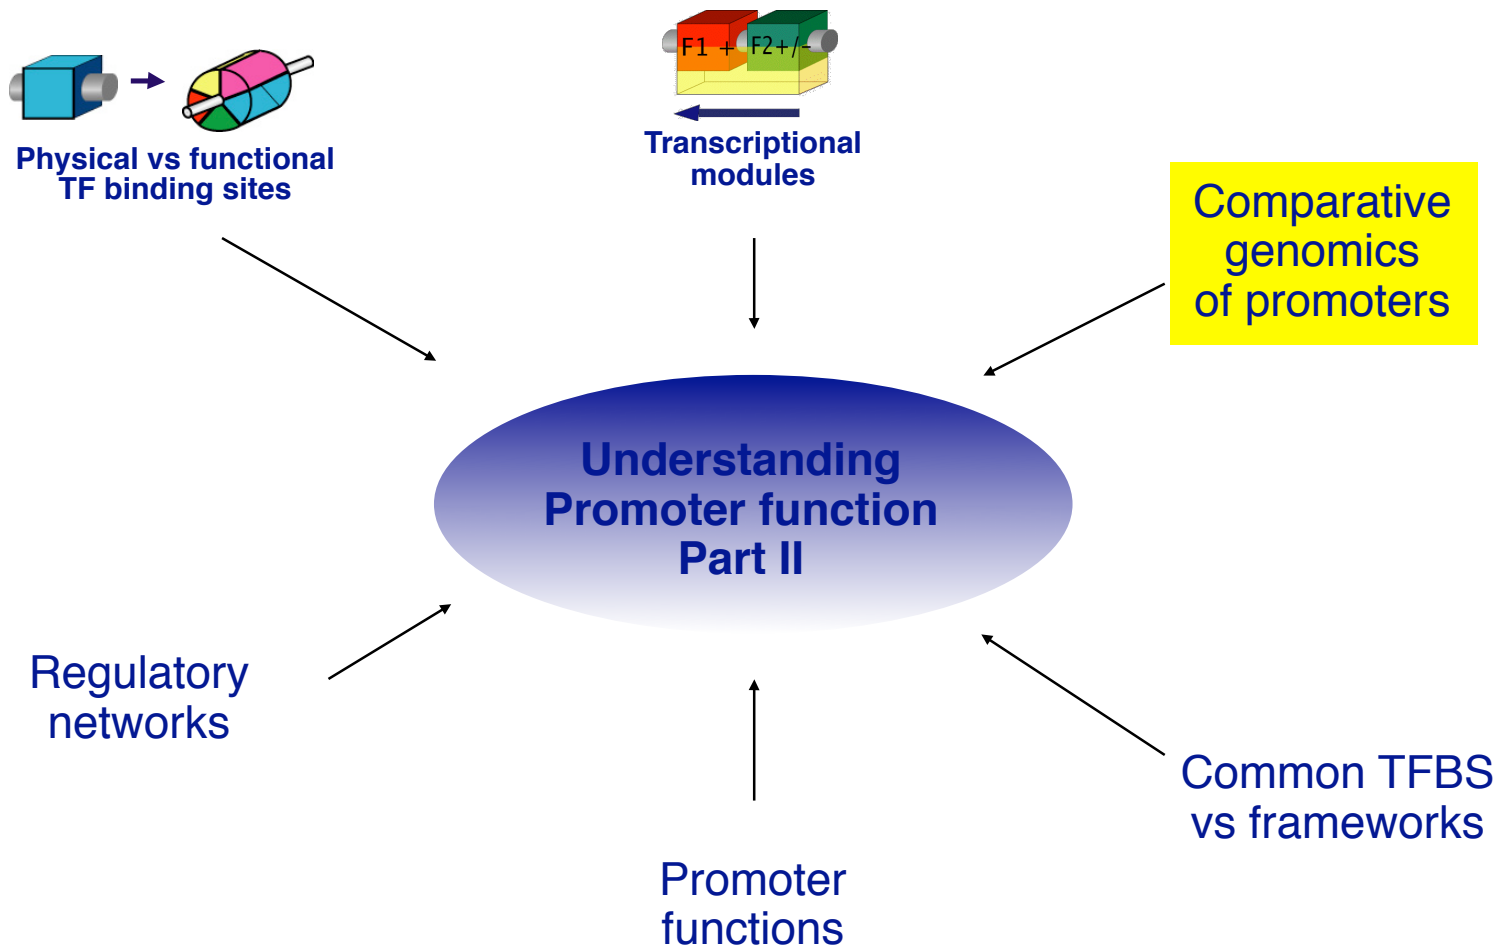 F1 +
F2+/-
Physical vs functional
TF binding sites
Transcriptional
modules
Comparative
genomics
of promoters
Understanding
Promoter function
Part II
Regulatory
networks
Common TFBS
vs frameworks
Promoter
functions